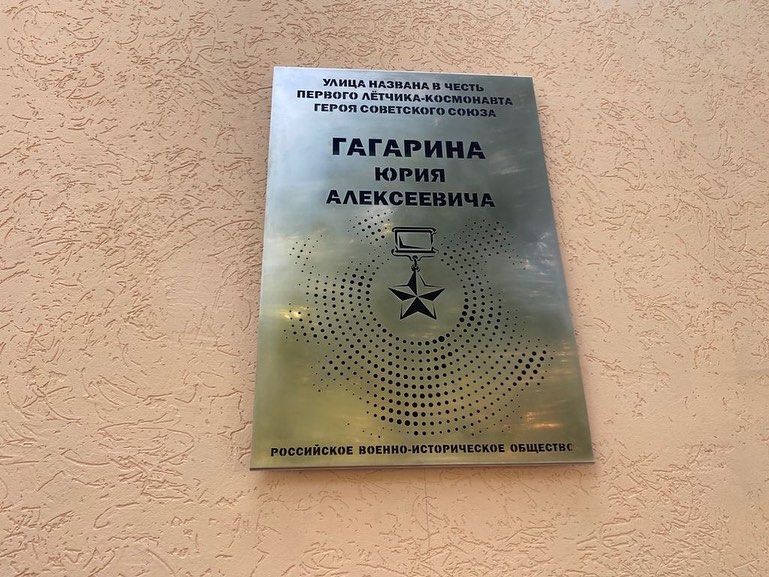 УЛИЦА НАЗВАНА В ЧЕСТЬ
ПЕРВОГО ЛЁТЧИКА-КОСМОНАВТА
ГЕРОЯ СОВЕТСКОГО СОЮЗА
ГАГАРИНА
ЮРИЯ
АЛЕКСЕЕВИЧА
РОССИЙСКОЕ ВОЕННО-ИСТОРИЧЕСКОЕ ОБЩЕСТВО